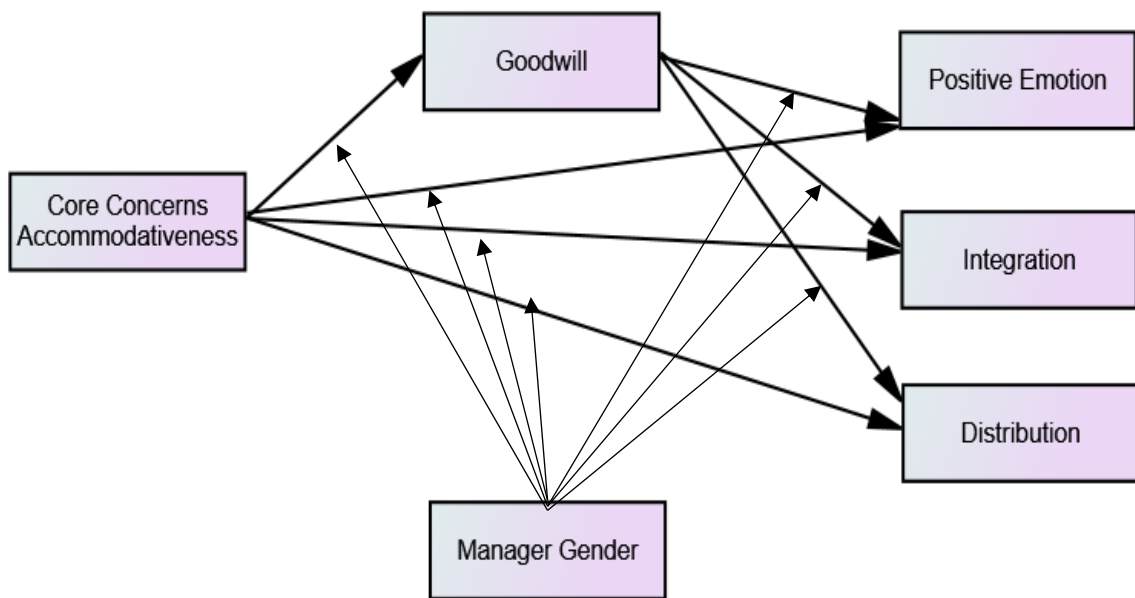 Goodwill
Positive Emotion
Core Concerns
Accommodativeness
Integration
Distribution
Manager Gender